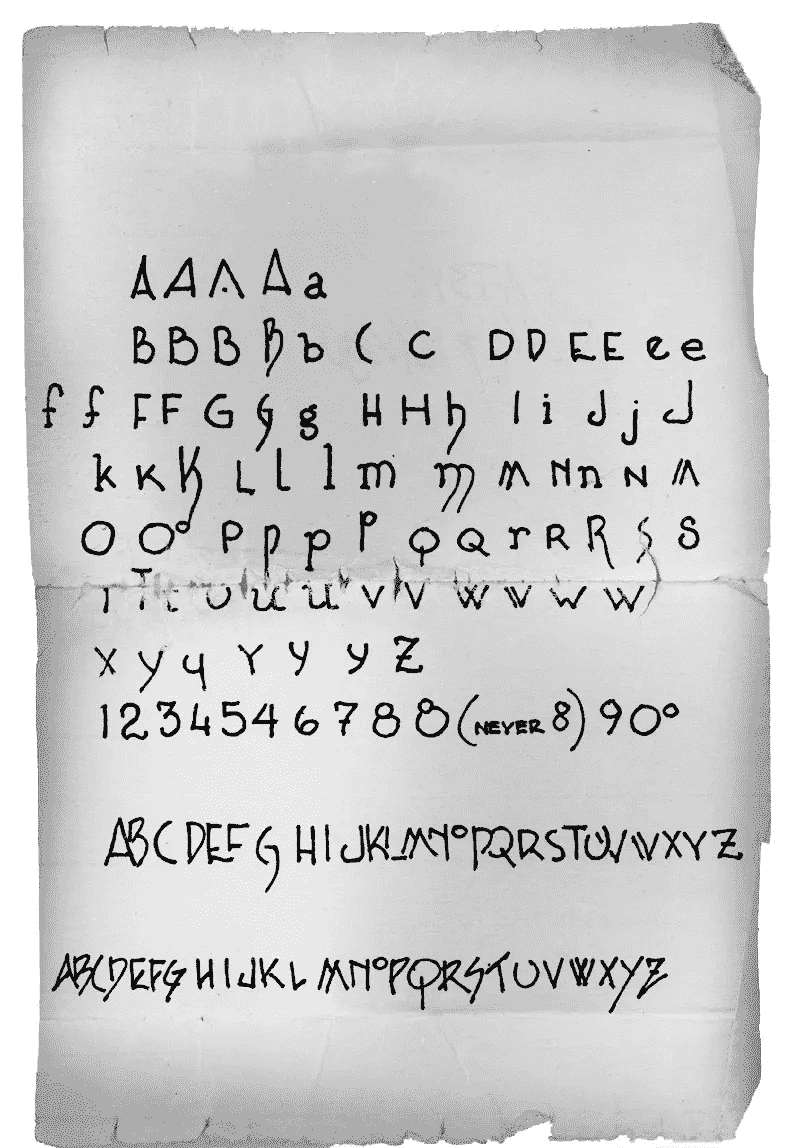 A A A A a
B B B B b C C D D E E e e
f f F F G G g H H h I i J j J
k K K L l l m m M N n N M
O O° P p p P Q Q r R R S S
T T t U u u v V w w w w
X y y Y y y Z
1 2 3 4 5 4 6 7 8 8 (NEVER 8) 9 0°
ABCDEFG HIJKLMNOPQRSTUVWXYZ
ABCDEFG HIJKL MNOPQRSTUVWXYZ